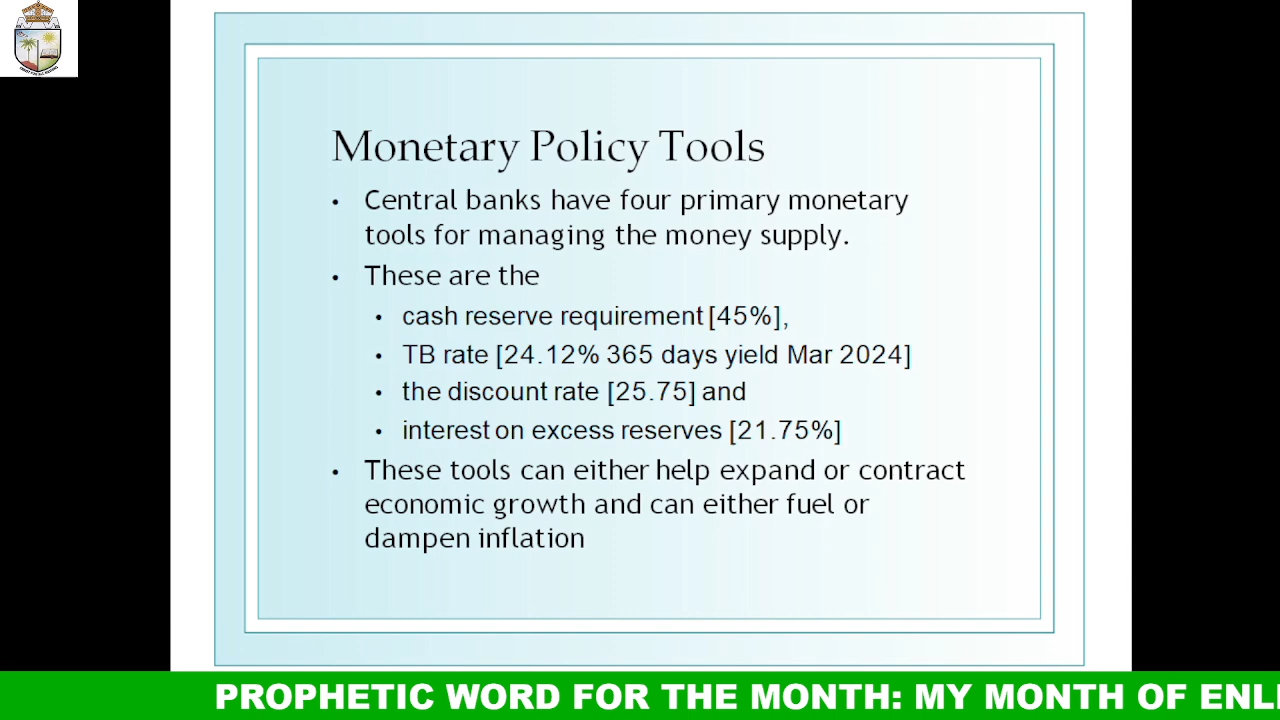 Monetary Policy Tools
• Central banks have four primary monetary
tools for managing the money supply.
• These are the
• cash reserve requirement [45%],
• TB rate [24.12% 365 days yield Mar 2024]
• the discount rate [25.75] and
• interest on excess reserves [21.75%]
• These tools can either help expand or contract
economic growth and can either fuel or
dampen inflation
PROPHETIC WORD FOR THE MONTH: MY MONTH OF ENL